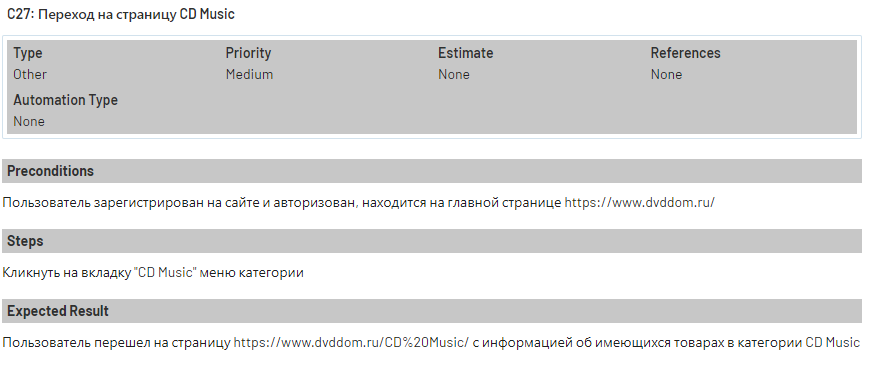 C27: Переход на страницу CD Music
Type Priority Estimate References
Other Medium None None
Automation Type
None
Preconditions
Пользователь зарегистрирован на сайте и авторизован, находится на главной странице https://www.dvddom.ru/
Steps
Кликнуть на вкладку "CD Music" меню категории
Expected Result
Пользователь перешел на страницу https://www.dvddom.ru/CD%20Music/ с информацией об имеющихся товарах в категории CD Music